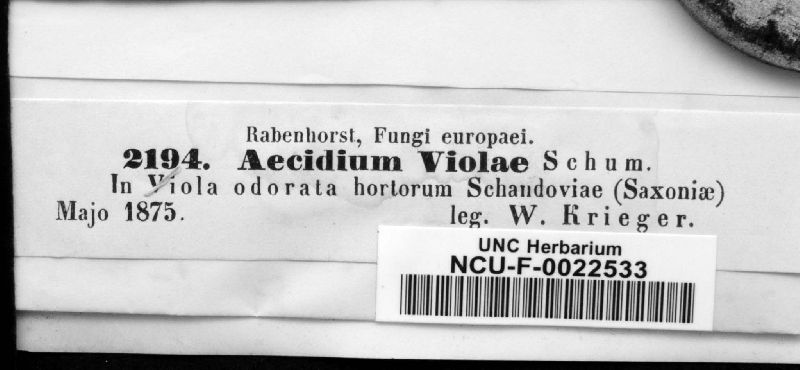 Rabenhorst, Fungi europaei.
2194. Aecidium Violae Schum.
In Viola odorata hortorum Schandoviae (Saxoniæ)
Majo 1875. leg. W. Krieger.
UNC Herbarium
NCU-F-0022533